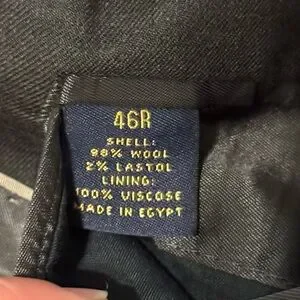 46R
SHELL:
98% WOOL
2% LASTOL
LINING:
100% VISCOSE
MADE IN EGYPT